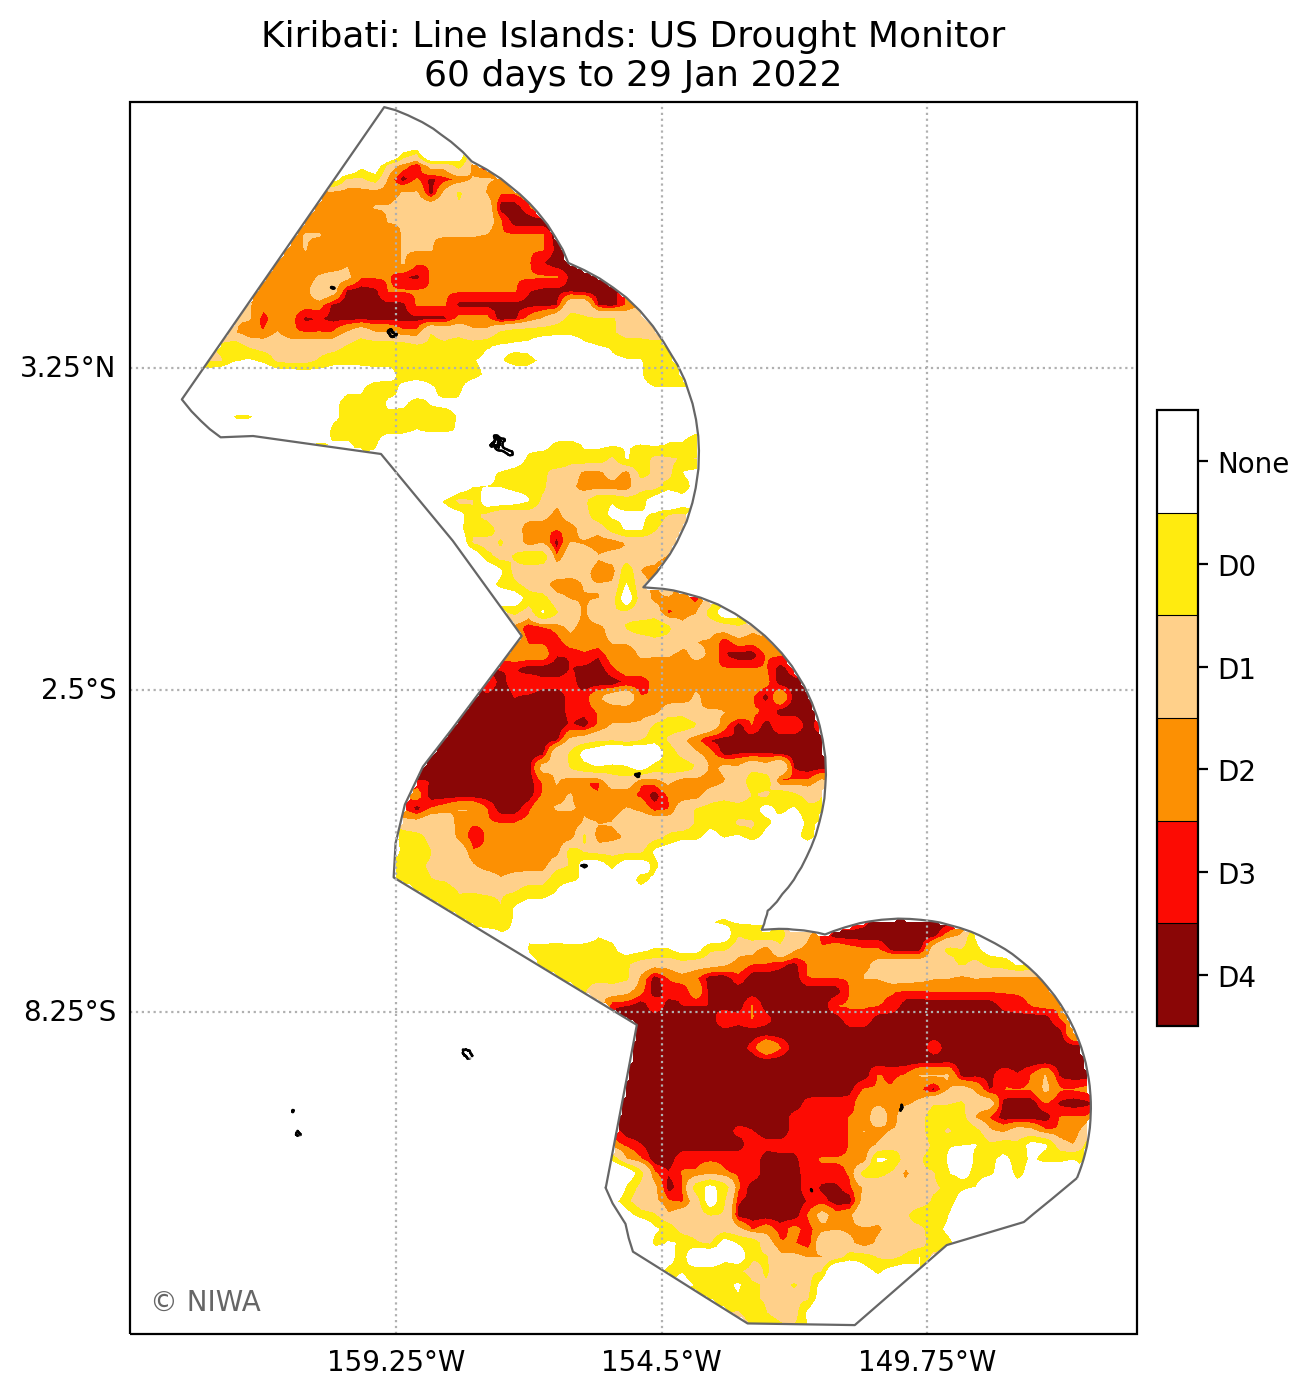 Kiribati: Line Islands: US Drought Monitor
60 days to 29 Jan 2022
3.25°N
2.5°S
8.25°S
159.25°W
154.5°W
149.75°W
None
D0
D1
D2
D3
D4
© NIWA